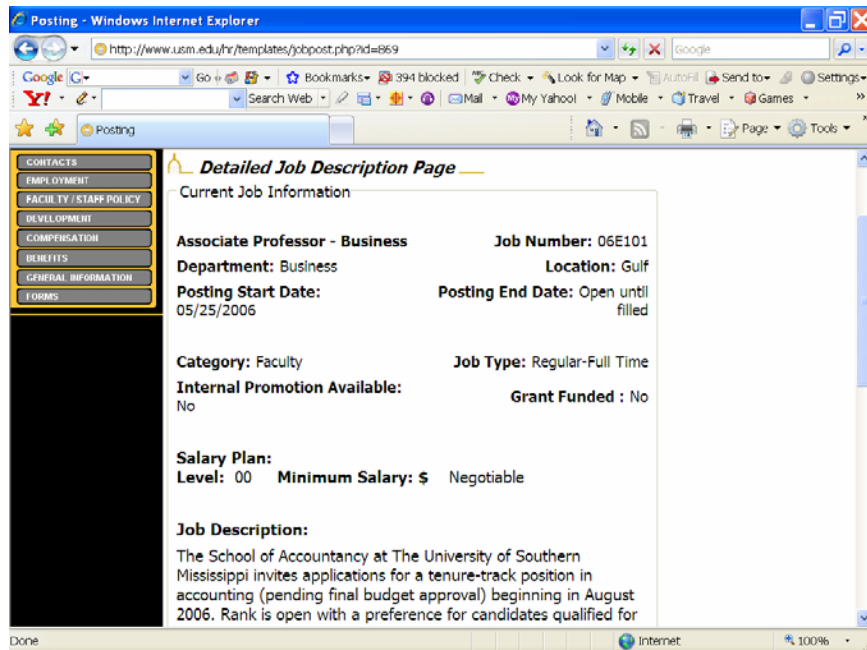 Posting - Windows Internet Explorer
http://www.usm.edu/hr/templates/jobpost.php?id=869
Google
Google G Go Bookmarks 394 blocked Check Look for Map AutoFill Send to Settings
Y! Search Web Mail My Yahoo! Mobile Travel Games »
Posting Page Tools
CONTACTS
EMPLOYMENT
FACULTY / STAFF POLICY
DEVELOPMENT
COMPENSATION
BENEFITS
GENERAL INFORMATION
FORMS
Detailed Job Description Page
Current Job Information
Associate Professor - Business Job Number: 06E101
Department: Business Location: Gulf
Posting Start Date: Posting End Date: Open until
05/25/2006 filled
Category: Faculty Job Type: Regular-Full Time
Internal Promotion Available:
No Grant Funded : No
Salary Plan:
Level: 00 Minimum Salary: $ Negotiable
Job Description:
The School of Accountancy at The University of Southern
Mississippi invites applications for a tenure-track position in
accounting (pending final budget approval) beginning in August
2006. Rank is open with a preference for candidates qualified for
Done Internet 100%